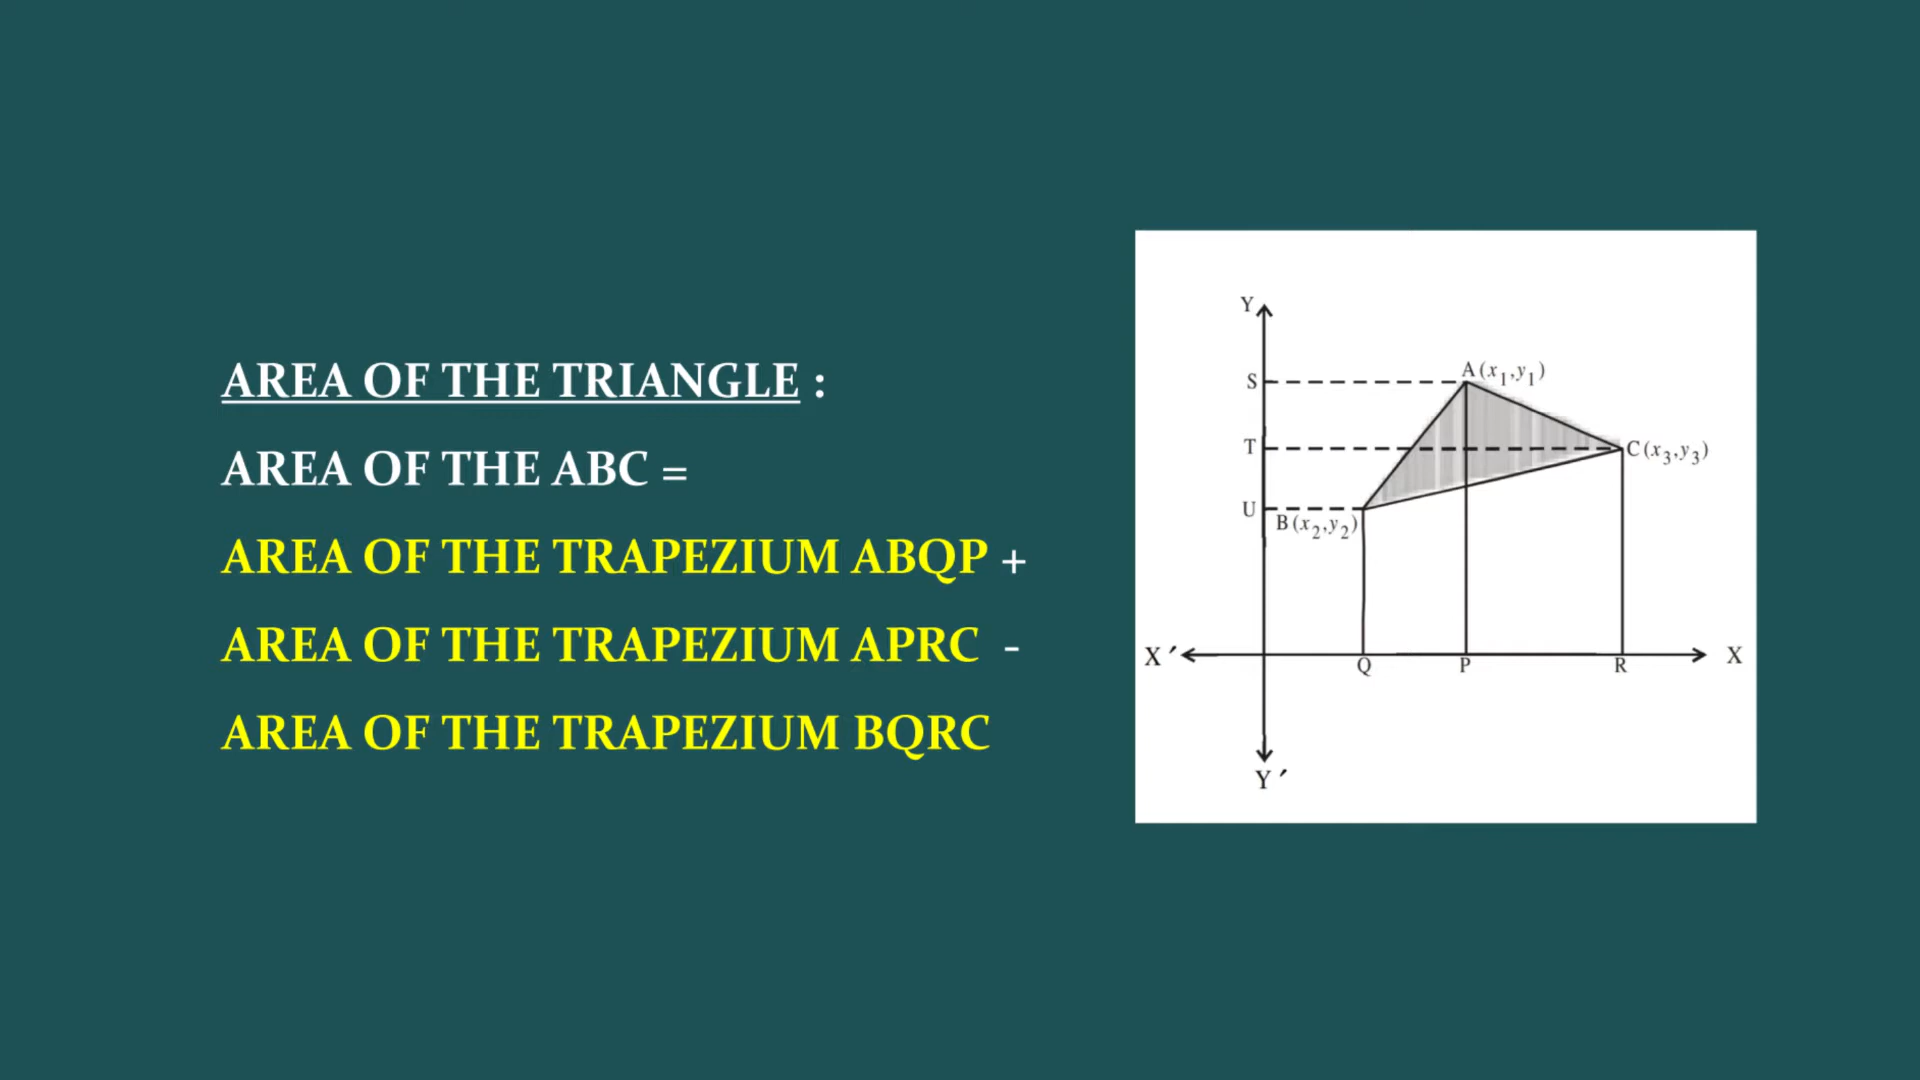 AREA OF THE TRIANGLE :
AREA OF THE ABC =
AREA OF THE TRAPEZIUM ABQP +
AREA OF THE TRAPEZIUM APRC -
AREA OF THE TRAPEZIUM BQRC
Y
S
A(x1,y1)
T
C(x3,y3)
U
B(x2,y2)
X′
Q
P
R
X
Y′